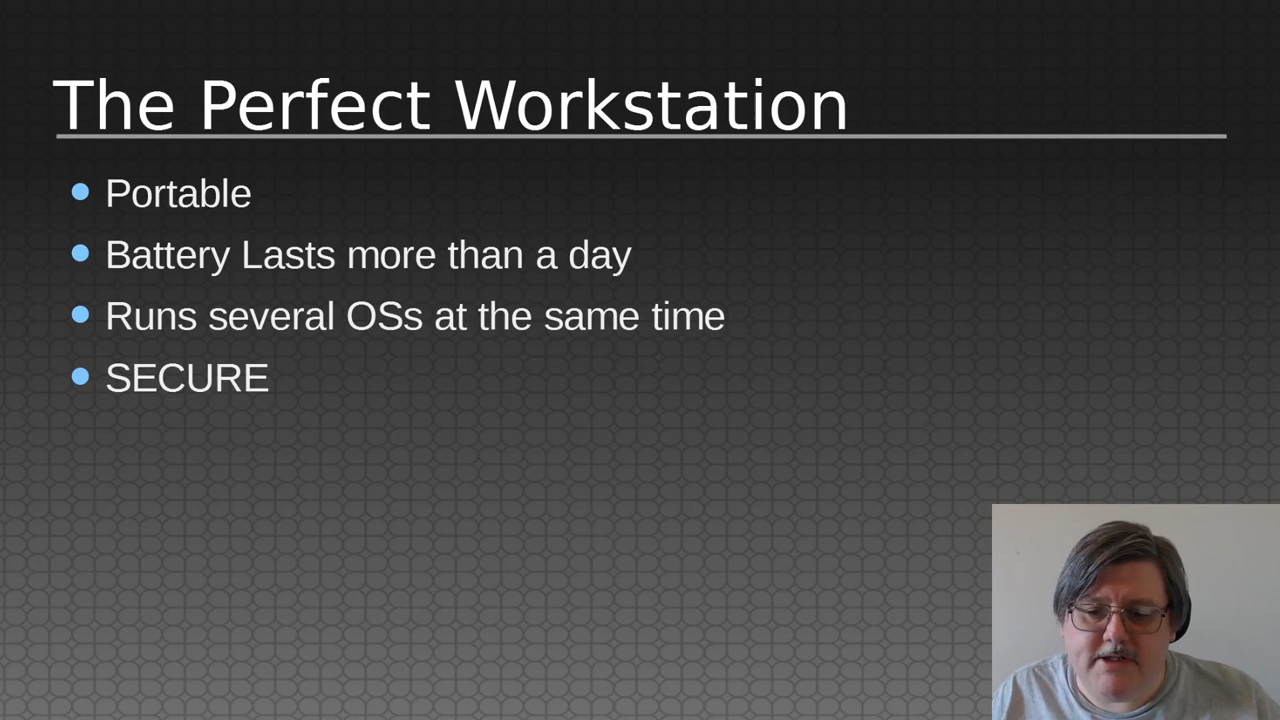 The Perfect Workstation
Portable
Battery Lasts more than a day
Runs several OSs at the same time
SECURE